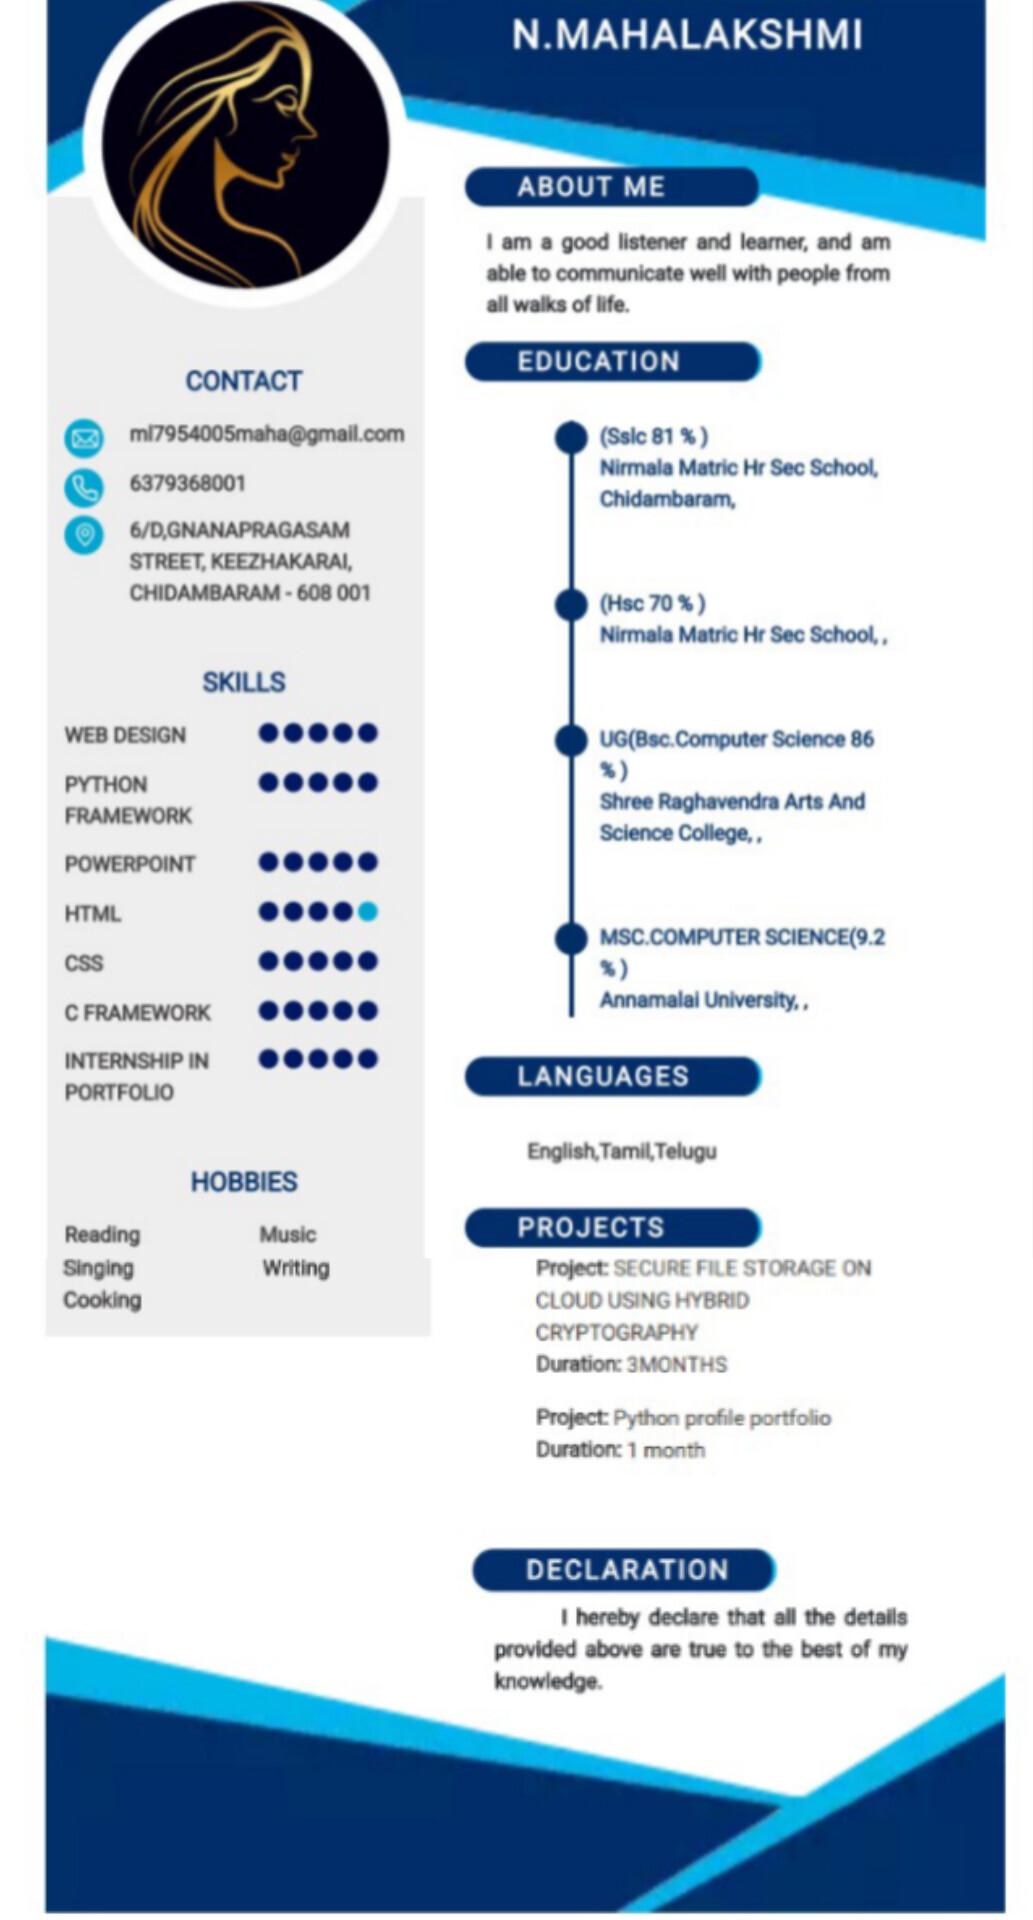 N.MAHALAKSHMI
CONTACT
ml7954005maha@gmail.com
6379368001
6/D,GNANAPRAGASAM
STREET, KEEZHAKARAI,
CHIDAMBARAM - 608 001
SKILLS
WEB DESIGN
PYTHON
FRAMEWORK
POWERPOINT
HTML
CSS
C FRAMEWORK
INTERNSHIP IN
PORTFOLIO
HOBBIES
Reading Music
Singing Writing
Cooking
ABOUT ME
I am a good listener and learner, and am
able to communicate well with people from
all walks of life.
EDUCATION
(Sslc 81 % )
Nirmala Matric Hr Sec School,
Chidambaram,
(Hsc 70 % )
Nirmala Matric Hr Sec School, ,
UG(Bsc.Computer Science 86
% )
Shree Raghavendra Arts And
Science College, ,
MSC.COMPUTER SCIENCE(9.2
% )
Annamalai University, ,
LANGUAGES
English,Tamil,Telugu
PROJECTS
Project: SECURE FILE STORAGE ON
CLOUD USING HYBRID
CRYPTOGRAPHY
Duration: 3MONTHS
Project: Python profile portfolio
Duration: 1 month
DECLARATION
I hereby declare that all the details
provided above are true to the best of my
knowledge.